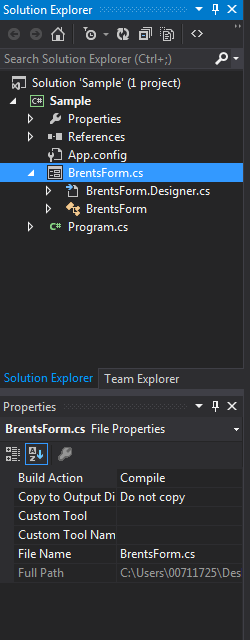 Solution Explorer
Search Solution Explorer (Ctrl+;)
Solution 'Sample' (1 project)
C# Sample
Properties
References
App.config
BrentsForm.cs
BrentsForm.Designer.cs
BrentsForm
C# Program.cs
Solution Explorer Team Explorer
Properties
BrentsForm.cs File Properties
Build Action Compile
Copy to Output Di Do not copy
Custom Tool
Custom Tool Nam
File Name BrentsForm.cs
Full Path C:\Users\00711725\Des